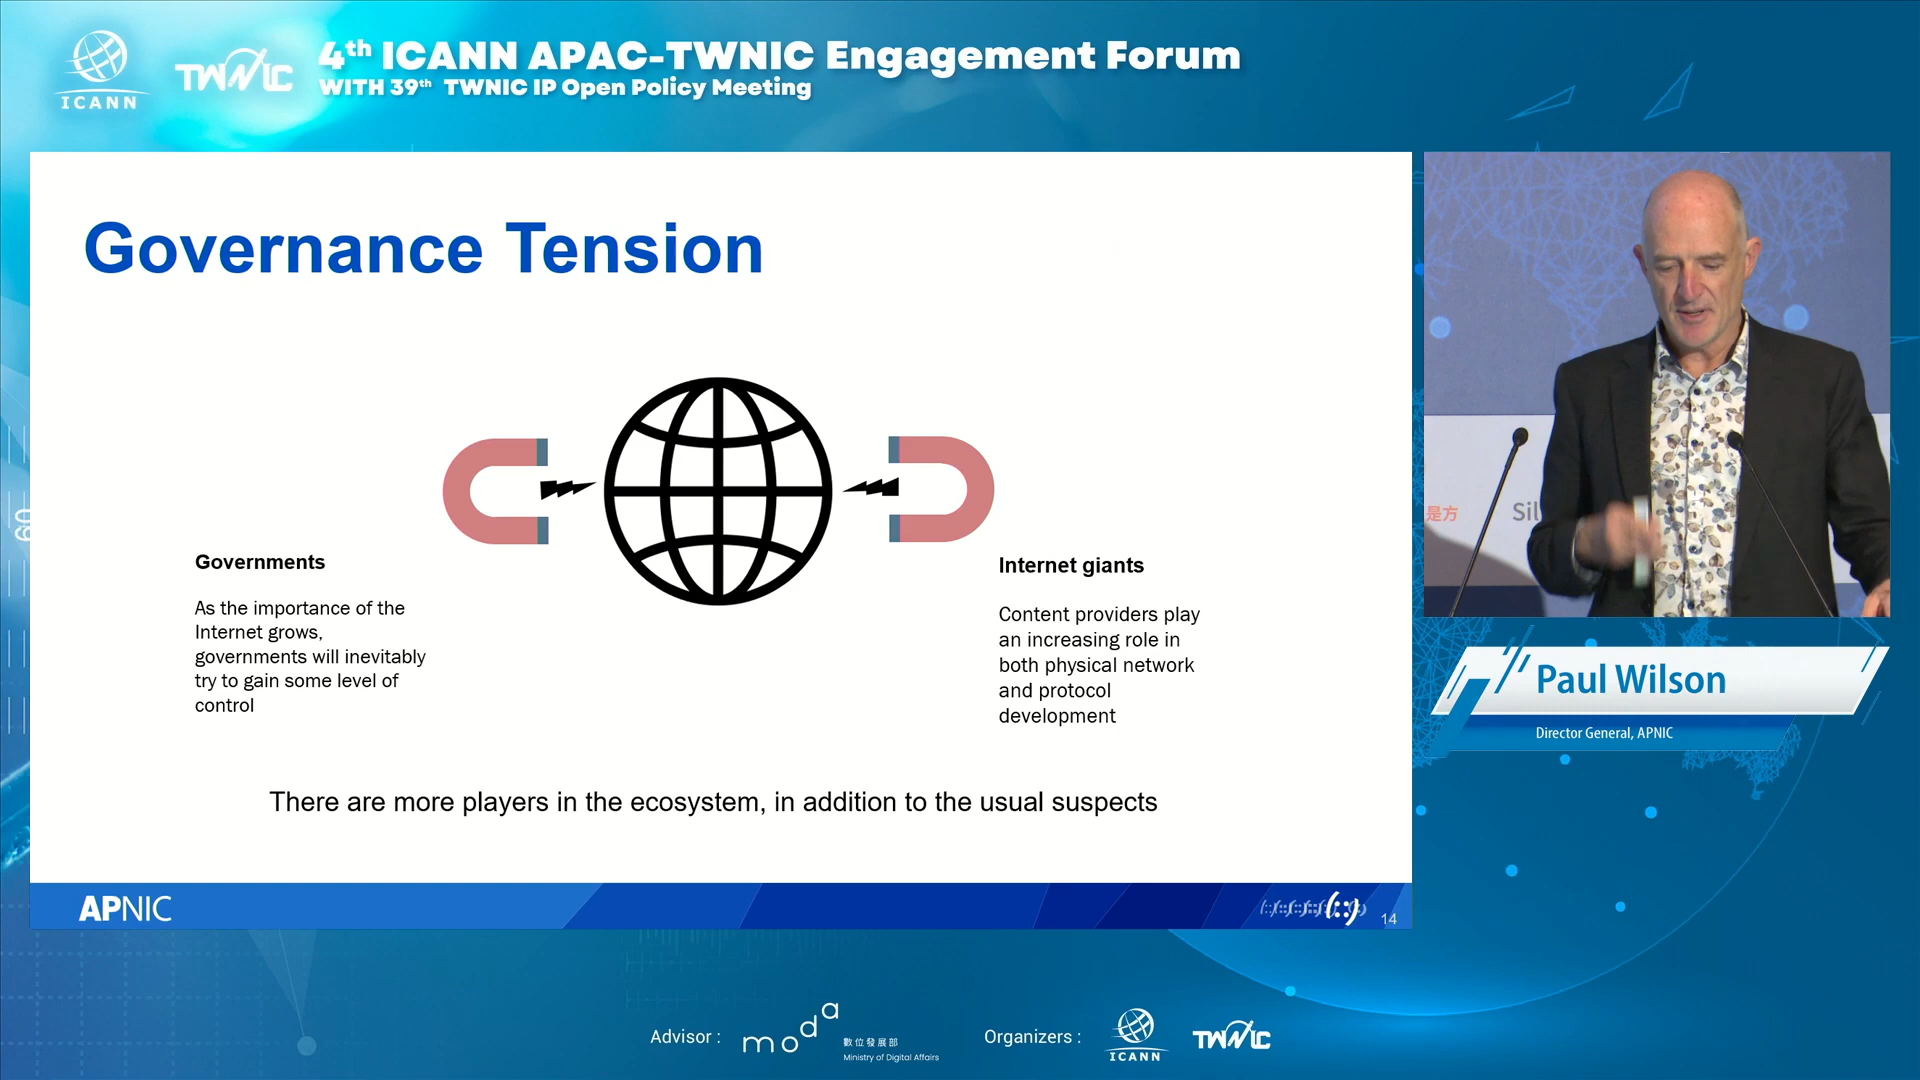 4th ICANN APAC-TWNIC Engagement Forum
WITH 39th TWNIC IP Open Policy Meeting
ICANN
TWNIC
Governance Tension
Governments
As the importance of the
Internet grows,
governments will inevitably
try to gain some level of
control
Internet giants
Content providers play
an increasing role in
both physical network
and protocol
development
There are more players in the ecosystem, in addition to the usual suspects
APNIC
(::)
14
是方
Sil
Paul Wilson
Director General, APNIC
Advisor :
moda
數位發展部
Ministry of Digital Affairs
Organizers :
ICANN
TWNIC